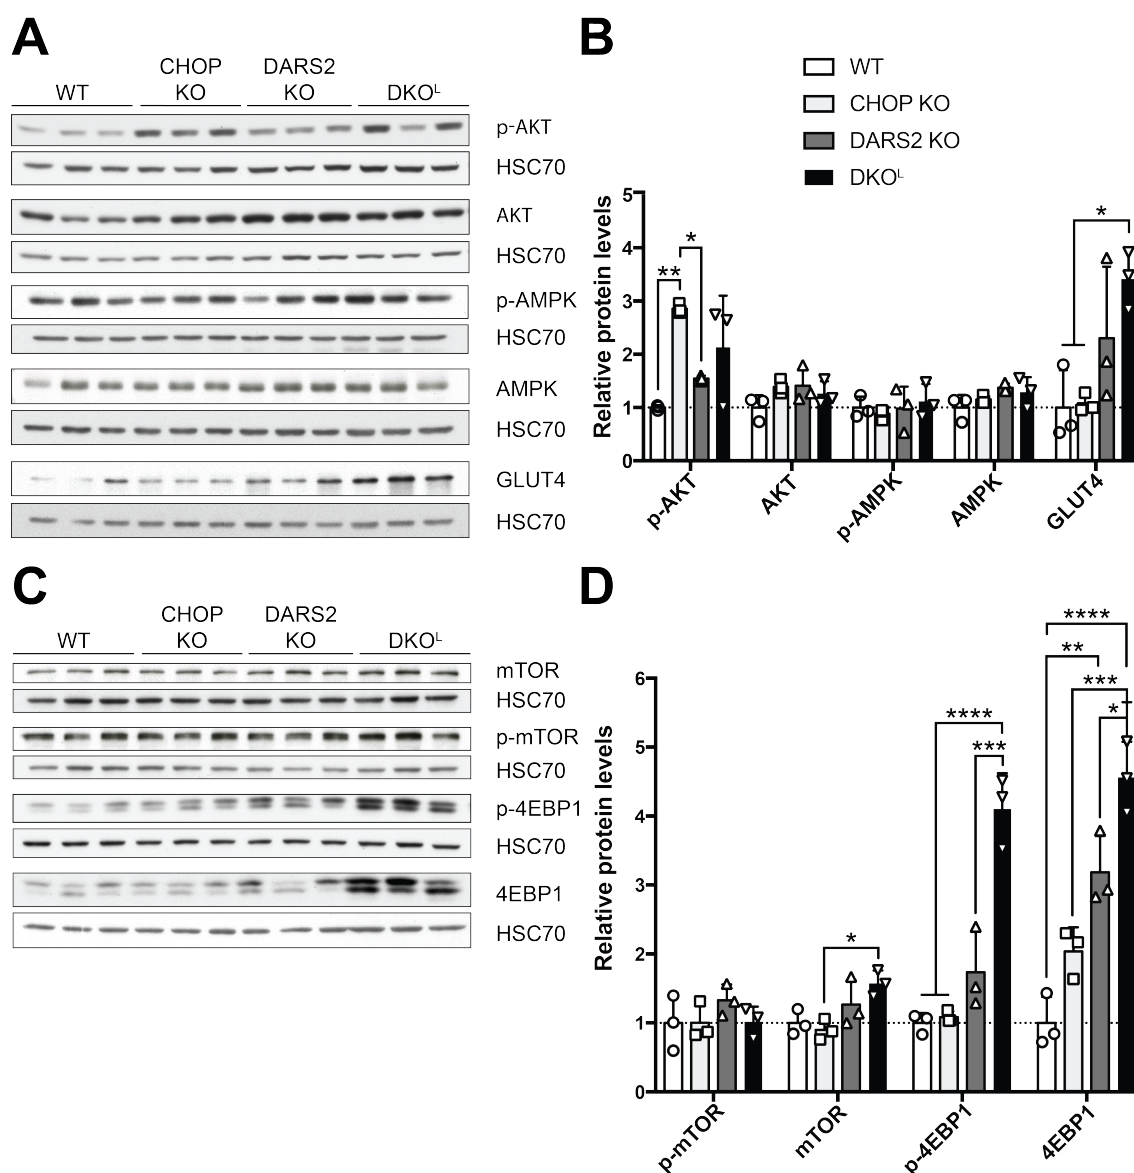 A
CHOP DARS2
WT KO KO DKOᴸ
p-AKT
HSC70
AKT
HSC70
p-AMPK
HSC70
AMPK
HSC70
GLUT4
HSC70
B
WT
CHOP KO
DARS2 KO
DKOᴸ
Relative protein levels
5
4
3
2
1
0
** * *
p-AKT AKT p-AMPK AMPK GLUT4
C
CHOP DARS2
WT KO KO DKOᴸ
mTOR
HSC70
p-mTOR
HSC70
p-4EBP1
HSC70
4EBP1
HSC70
D
Relative protein levels
6
5
4
3
2
1
0
****
**
***
*
****
***
*
p-mTOR mTOR p-4EBP1 4EBP1